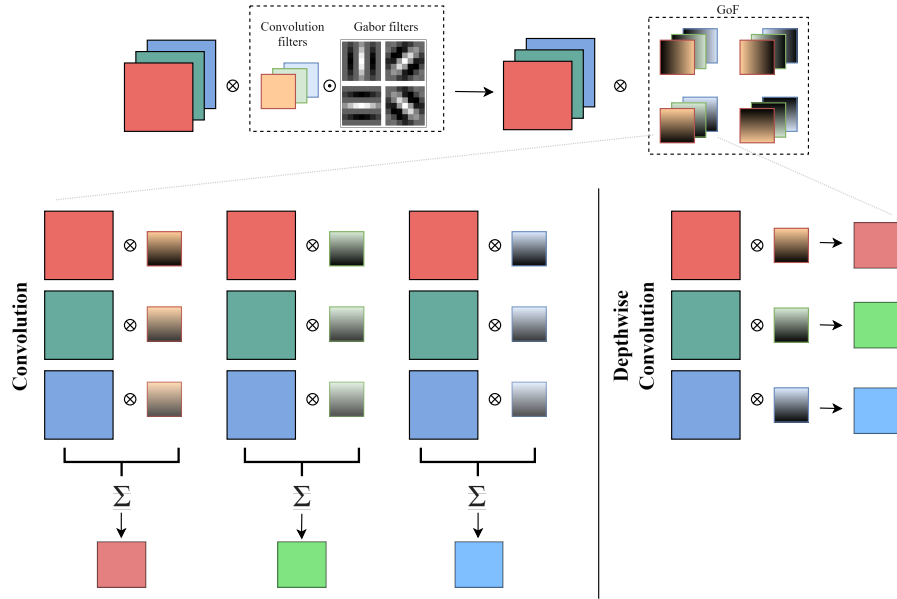 GoF
Convolution
filters
Gabor filters
⊗
⊙
⊗
Convolution
⊗
⊗
⊗
⊗
⊗
⊗
⊗
⊗
⊗
Σ
Σ
Σ
Depthwise
Convolution
⊗
⊗
⊗